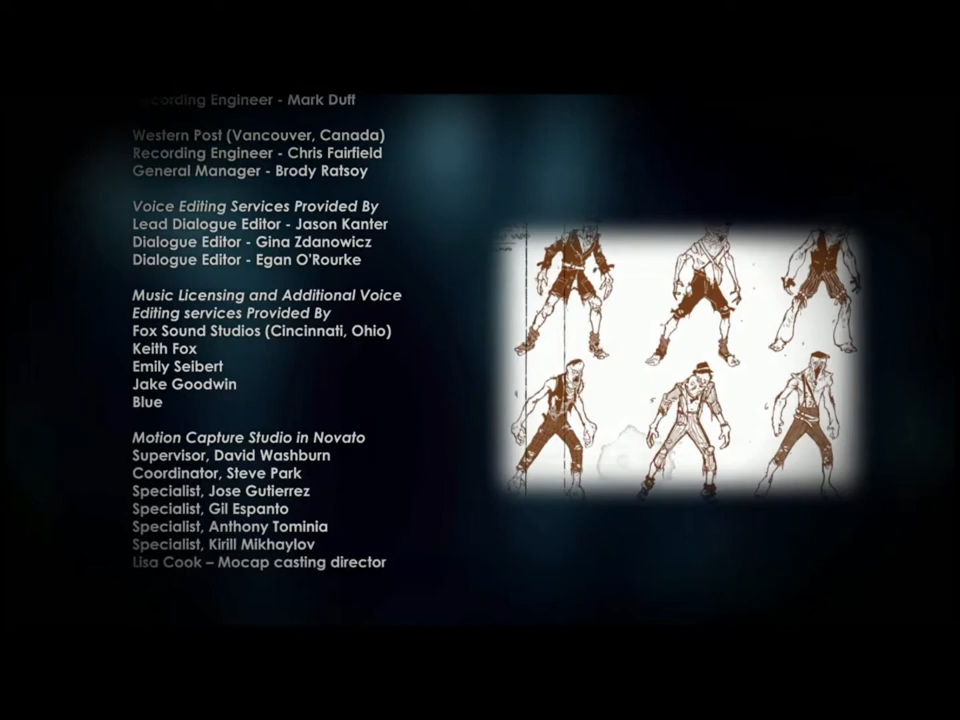 Recording Engineer - Mark Duff
Western Post (Vancouver, Canada)
Recording Engineer - Chris Fairfield
General Manager - Brody Ratsoy
Voice Editing Services Provided By
Lead Dialogue Editor - Jason Kanter
Dialogue Editor - Gina Zdanowicz
Dialogue Editor - Egan O'Rourke
Music Licensing and Additional Voice
Editing services Provided By
Fox Sound Studios (Cincinnati, Ohio)
Keith Fox
Emily Seibert
Jake Goodwin
Blue
Motion Capture Studio in Novato
Supervisor, David Washburn
Coordinator, Steve Park
Specialist, Jose Gutierrez
Specialist, Gil Espanto
Specialist, Anthony Tominia
Specialist, Kirill Mikhaylov
Lisa Cook – Mocap casting director